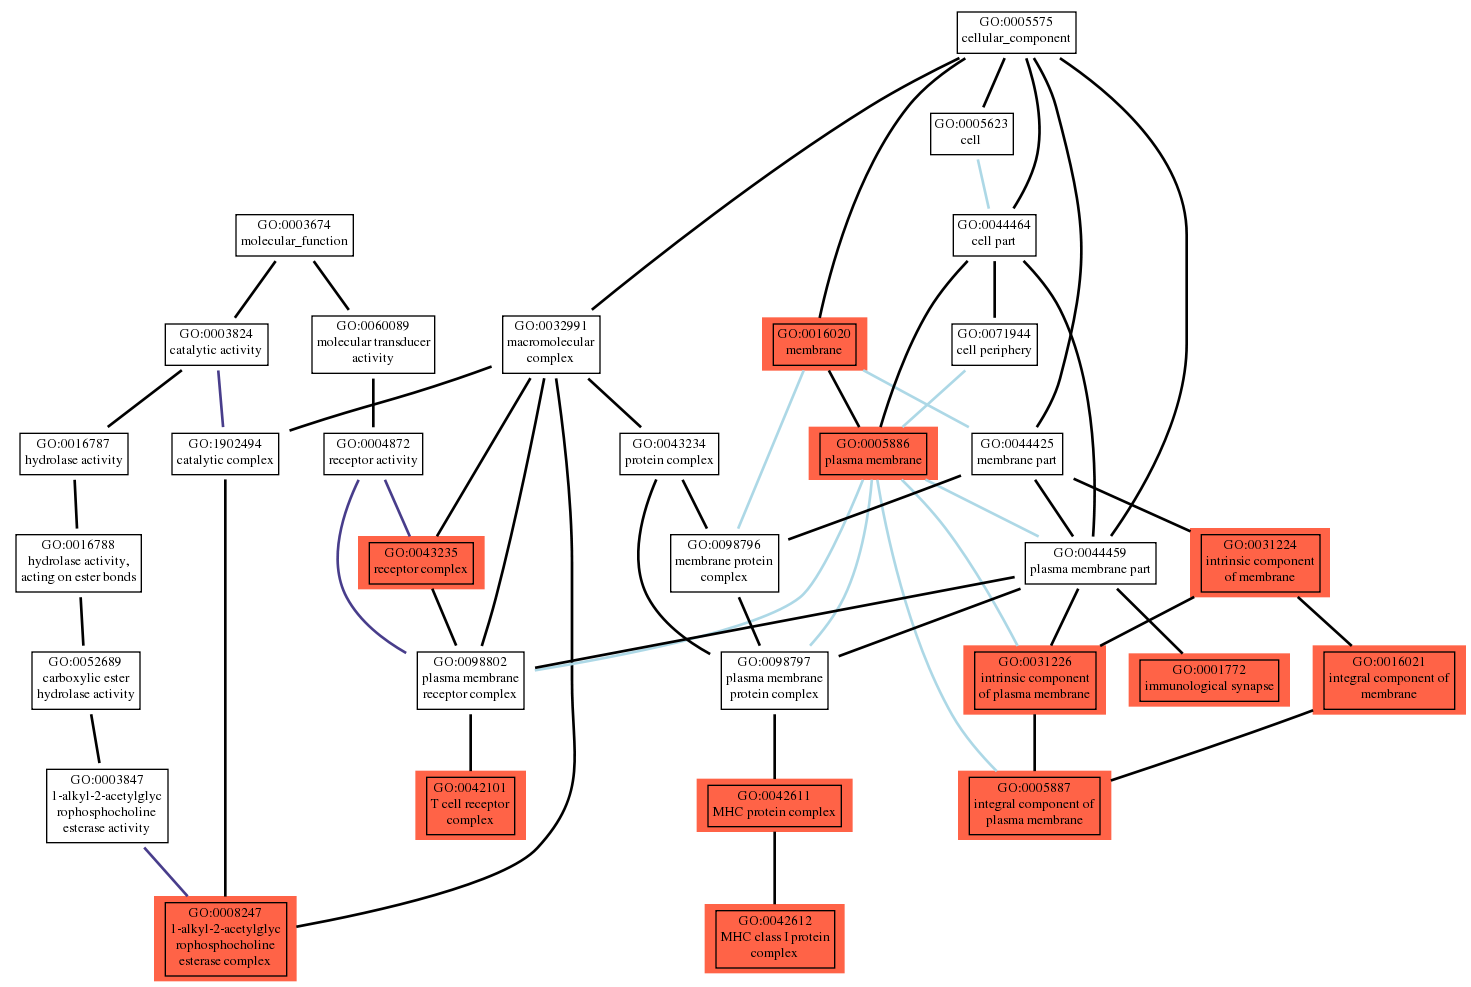 GO:0005575
cellular_component
GO:0005623
cell
GO:0003674
molecular_function
GO:0044464
cell part
GO:0003824
catalytic activity
GO:0060089
molecular transducer
activity
GO:0032991
macromolecular
complex
GO:0016020
membrane
GO:0071944
cell periphery
GO:0016787
hydrolase activity
GO:1902494
catalytic complex
GO:0004872
receptor activity
GO:0043234
protein complex
GO:0005886
plasma membrane
GO:0044425
membrane part
GO:0016788
hydrolase activity,
acting on ester bonds
GO:0043235
receptor complex
GO:0098796
membrane protein
complex
GO:0044459
plasma membrane part
GO:0031224
intrinsic component
of membrane
GO:0052689
carboxylic ester
hydrolase activity
GO:0098802
plasma membrane
receptor complex
GO:0098797
plasma membrane
protein complex
GO:0031226
intrinsic component
of plasma membrane
GO:0001772
immunological synapse
GO:0016021
integral component of
membrane
GO:0003847
1-alkyl-2-acetylglyc
rophosphocholine
esterase activity
GO:0042101
T cell receptor
complex
GO:0042611
MHC protein complex
GO:0005887
integral component of
plasma membrane
GO:0008247
1-alkyl-2-acetylglyc
rophosphocholine
esterase complex
GO:0042612
MHC class I protein
complex